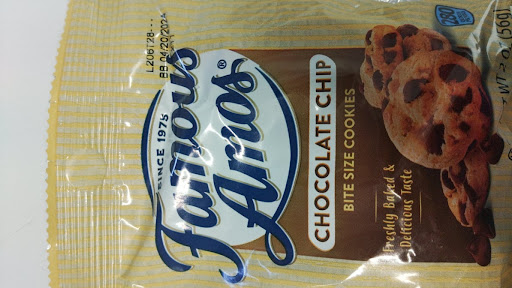 L206128--
BB 04/20/2024
SINCE 1975
Famous
Amos®
CHOCOLATE CHIP
BITE SIZE COOKIES
Freshly Baked &
Delicious Taste
(56g)